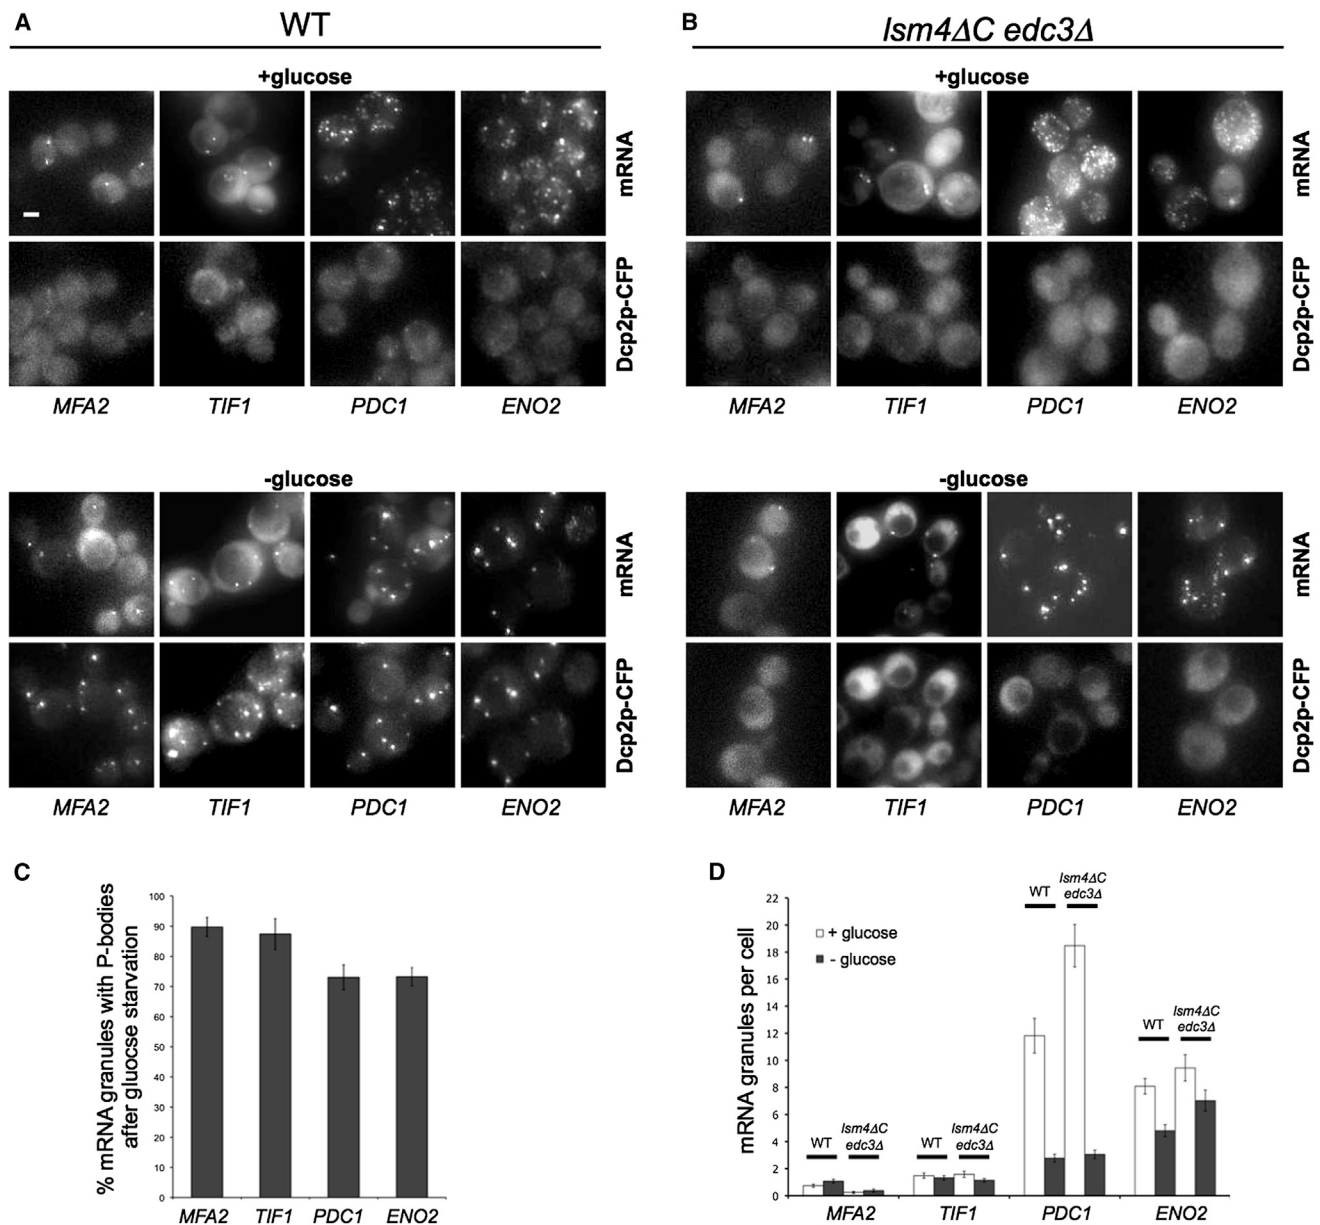 A
WT
+glucose
mRNA
Dcp2p-CFP
MFA2 TIF1 PDC1 ENO2
-glucose
mRNA
Dcp2p-CFP
MFA2 TIF1 PDC1 ENO2
B
lsm4ΔC edc3Δ
+glucose
mRNA
Dcp2p-CFP
MFA2 TIF1 PDC1 ENO2
-glucose
mRNA
Dcp2p-CFP
MFA2 TIF1 PDC1 ENO2
C
% mRNA granules with P-bodies
after glucocse starvation
100
90
80
70
60
50
40
30
20
10
0
MFA2 TIF1 PDC1 ENO2
D
mRNA granules per cell
22
20
18
16
14
12
10
8
6
4
2
0
+ glucose
- glucose
WT
lsm4ΔC
edc3Δ
WT
lsm4ΔC
edc3Δ
WT
lsm4ΔC
edc3Δ
WT
lsm4ΔC
edc3Δ
MFA2 TIF1 PDC1 ENO2